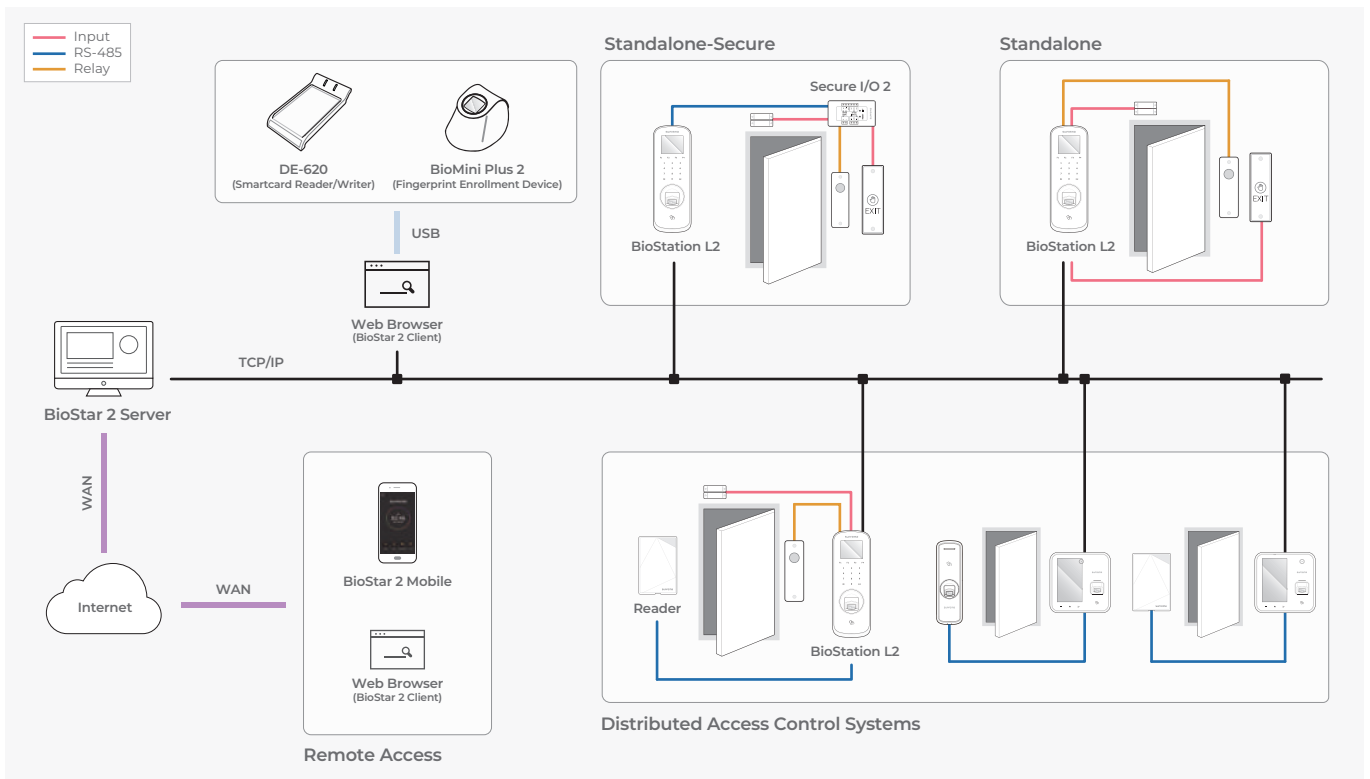 Input
RS-485
Relay
DE-620
(Smartcard Reader/Writer)
BioMini Plus 2
(Fingerprint Enrollment Device)
USB
Web Browser
(BioStar 2 Client)
TCP/IP
BioStar 2 Server
WAN
Internet
WAN
BioStar 2 Mobile
Web Browser
(BioStar 2 Client)
Remote Access
Standalone-Secure
Secure I/O 2
EXIT
BioStation L2
Standalone
EXIT
BioStation L2
Reader
BioStation L2
Distributed Access Control Systems